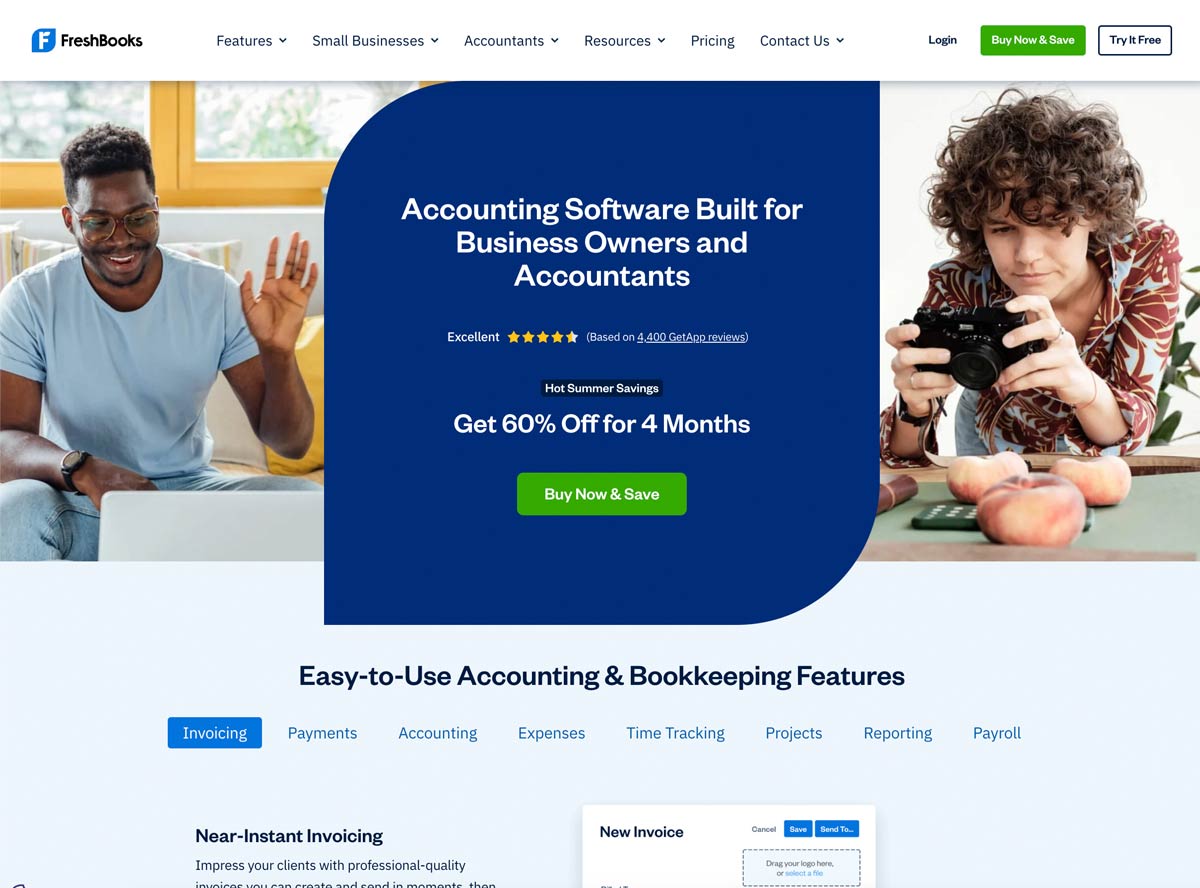 FreshBooks
Features
Small Businesses
Accountants
Resources
Pricing
Contact Us
Login
Buy Now & Save
Try It Free
Accounting Software Built for
Business Owners and
Accountants
Excellent
(Based on 4,400 GetApp reviews)
Hot Summer Savings
Get 60% Off for 4 Months
Buy Now & Save
Easy-to-Use Accounting & Bookkeeping Features
Invoicing
Payments
Accounting
Expenses
Time Tracking
Projects
Reporting
Payroll
Near-Instant Invoicing
Impress your clients with professional-quality
invoices you can create and send in moments, then
New Invoice
Cancel
Save
Send To...
Drag your logo here,
or select a file